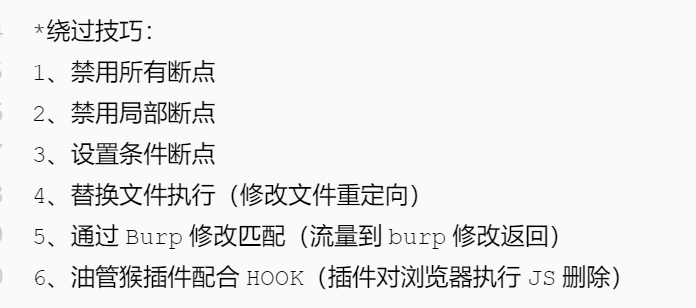 *绕过技巧：
1、禁用所有断点
2、禁用局部断点
3、设置条件断点
4、替换文件执行（修改文件重定向）
5、通过 Burp 修改匹配（流量到 burp 修改返回）
6、油管猴插件配合 HOOK（插件对浏览器执行 JS 删除）